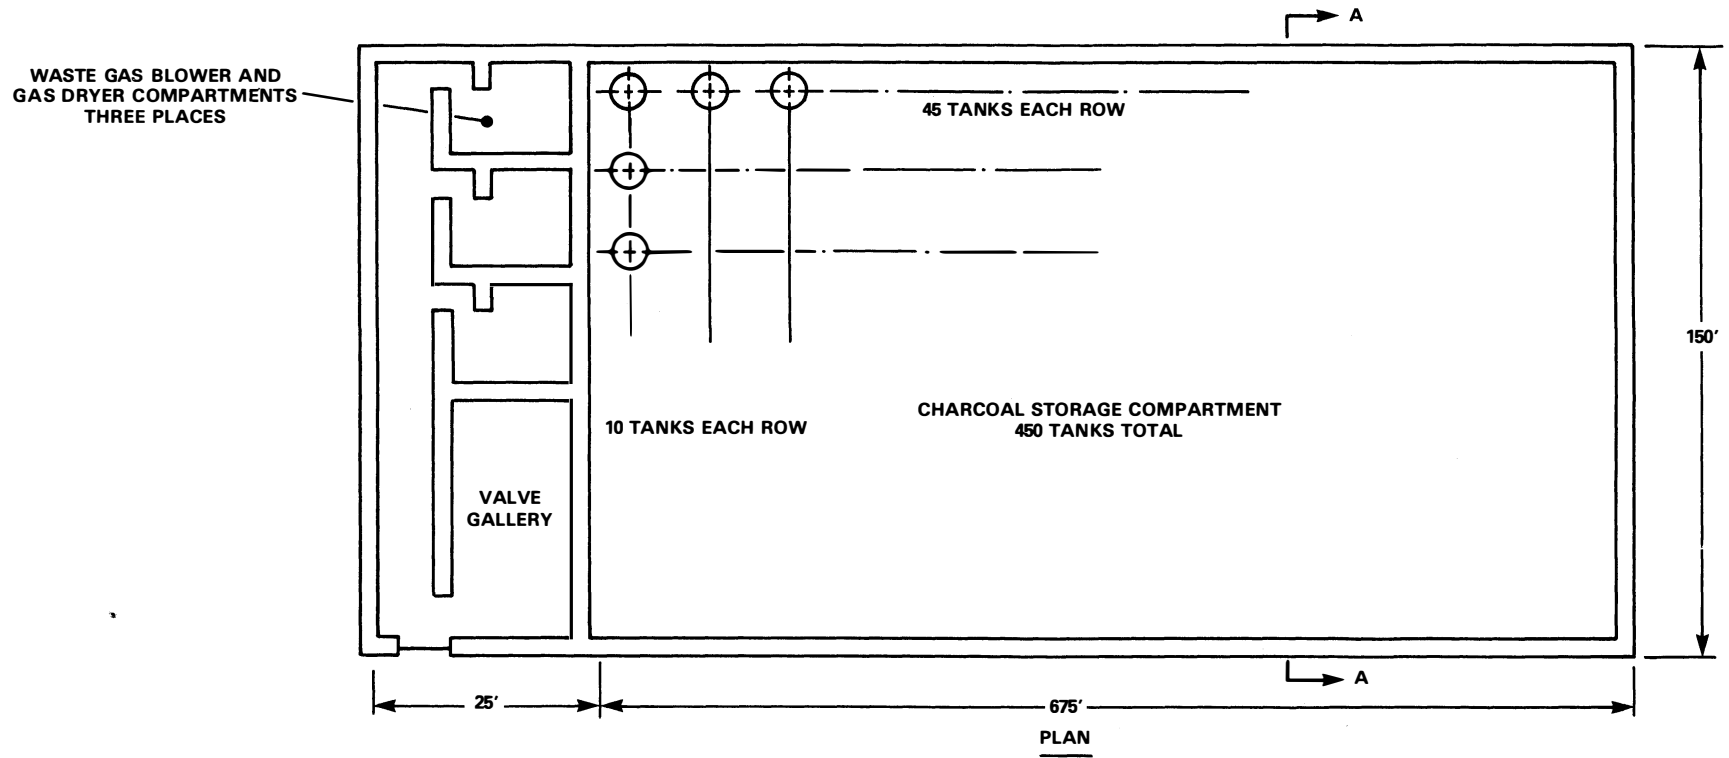 A
WASTE GAS BLOWER AND
GAS DRYER COMPARTMENTS
THREE PLACES
45 TANKS EACH ROW
150'
10 TANKS EACH ROW
CHARCOAL STORAGE COMPARTMENT
450 TANKS TOTAL
VALVE
GALLERY
A
25'
675'
PLAN